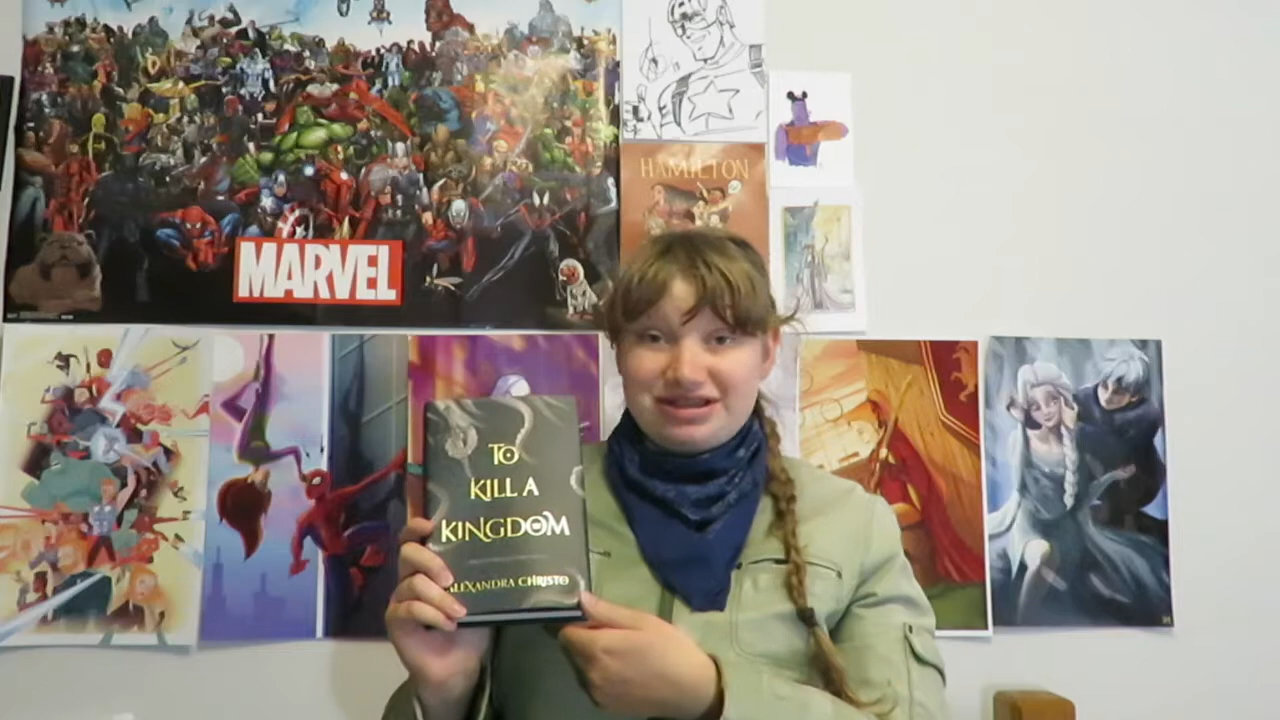 MARVEL
HAMILTON
TO
KILL A
KINGDOM
ALEXANDRA CHRISTO